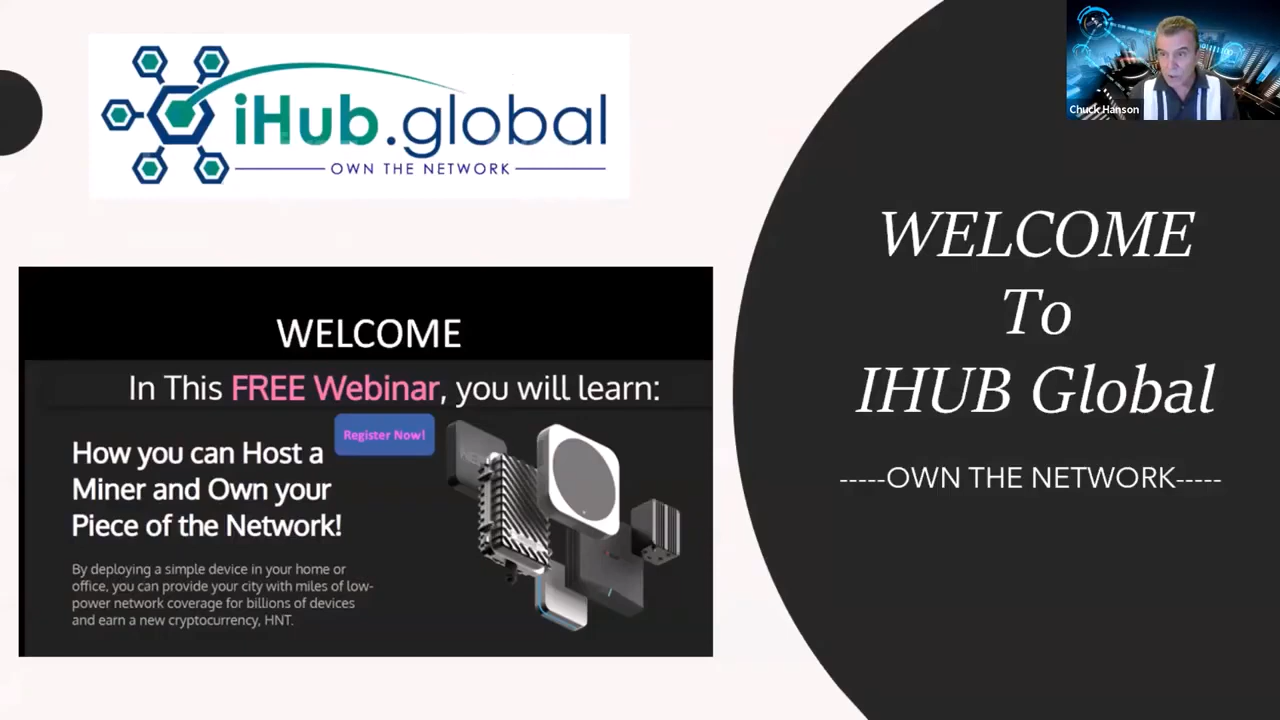 iHub.global
OWN THE NETWORK
WELCOME
In This FREE Webinar, you will learn:
Register Now!
How you can Host a
Miner and Own your
Piece of the Network!
By deploying a simple device in your home or
office, you can provide your city with miles of low-
power network coverage for billions of devices
and earn a new cryptocurrency, HNT.
Chuck Hanson
WELCOME
To
IHUB Global
-----OWN THE NETWORK-----